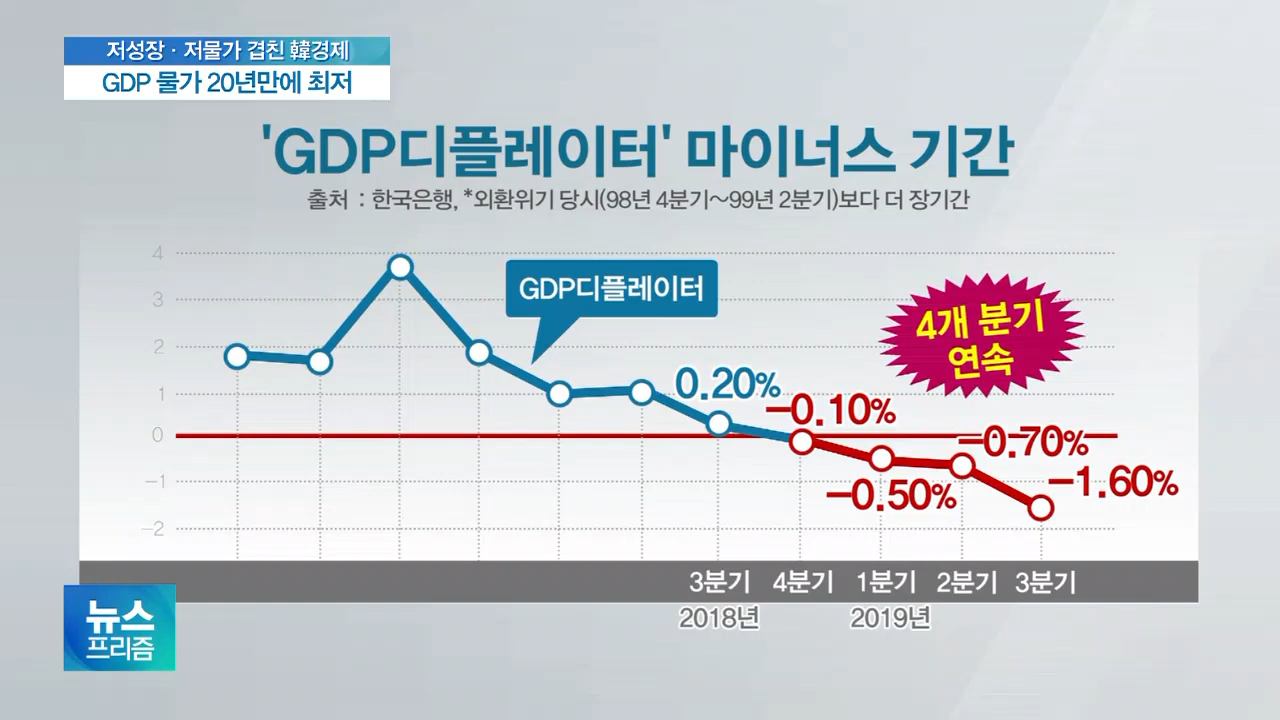 저성장·저물가 겹친 韓경제
GDP 물가 20년만에 최저
'GDP디플레이터' 마이너스 기간
출처 : 한국은행, *외환위기 당시(98년 4분기~99년 2분기)보다 더 장기간
4
3
2
1
0
-1
-2
GDP디플레이터
4개 분기
연속
0.20%
-0.10%
-0.50%
-0.70%
-1.60%
3분기 4분기 1분기 2분기 3분기
2018년 2019년
뉴스
프리즘